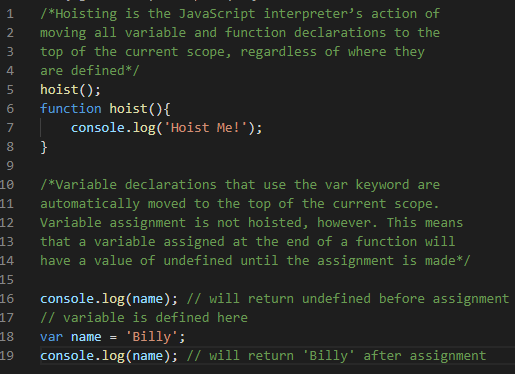 1 /*Hoisting is the JavaScript interpreter’s action of
2 moving all variable and function declarations to the
3 top of the current scope, regardless of where they
4 are defined*/
5 hoist();
6 function hoist(){
7 console.log('Hoist Me!');
8 }
9
10 /*Variable declarations that use the var keyword are
11 automatically moved to the top of the current scope.
12 Variable assignment is not hoisted, however. This means
13 that a variable assigned at the end of a function will
14 have a value of undefined until the assignment is made*/
15
16 console.log(name); // will return undefined before assignment
17 // variable is defined here
18 var name = 'Billy';
19 console.log(name); // will return 'Billy' after assignment